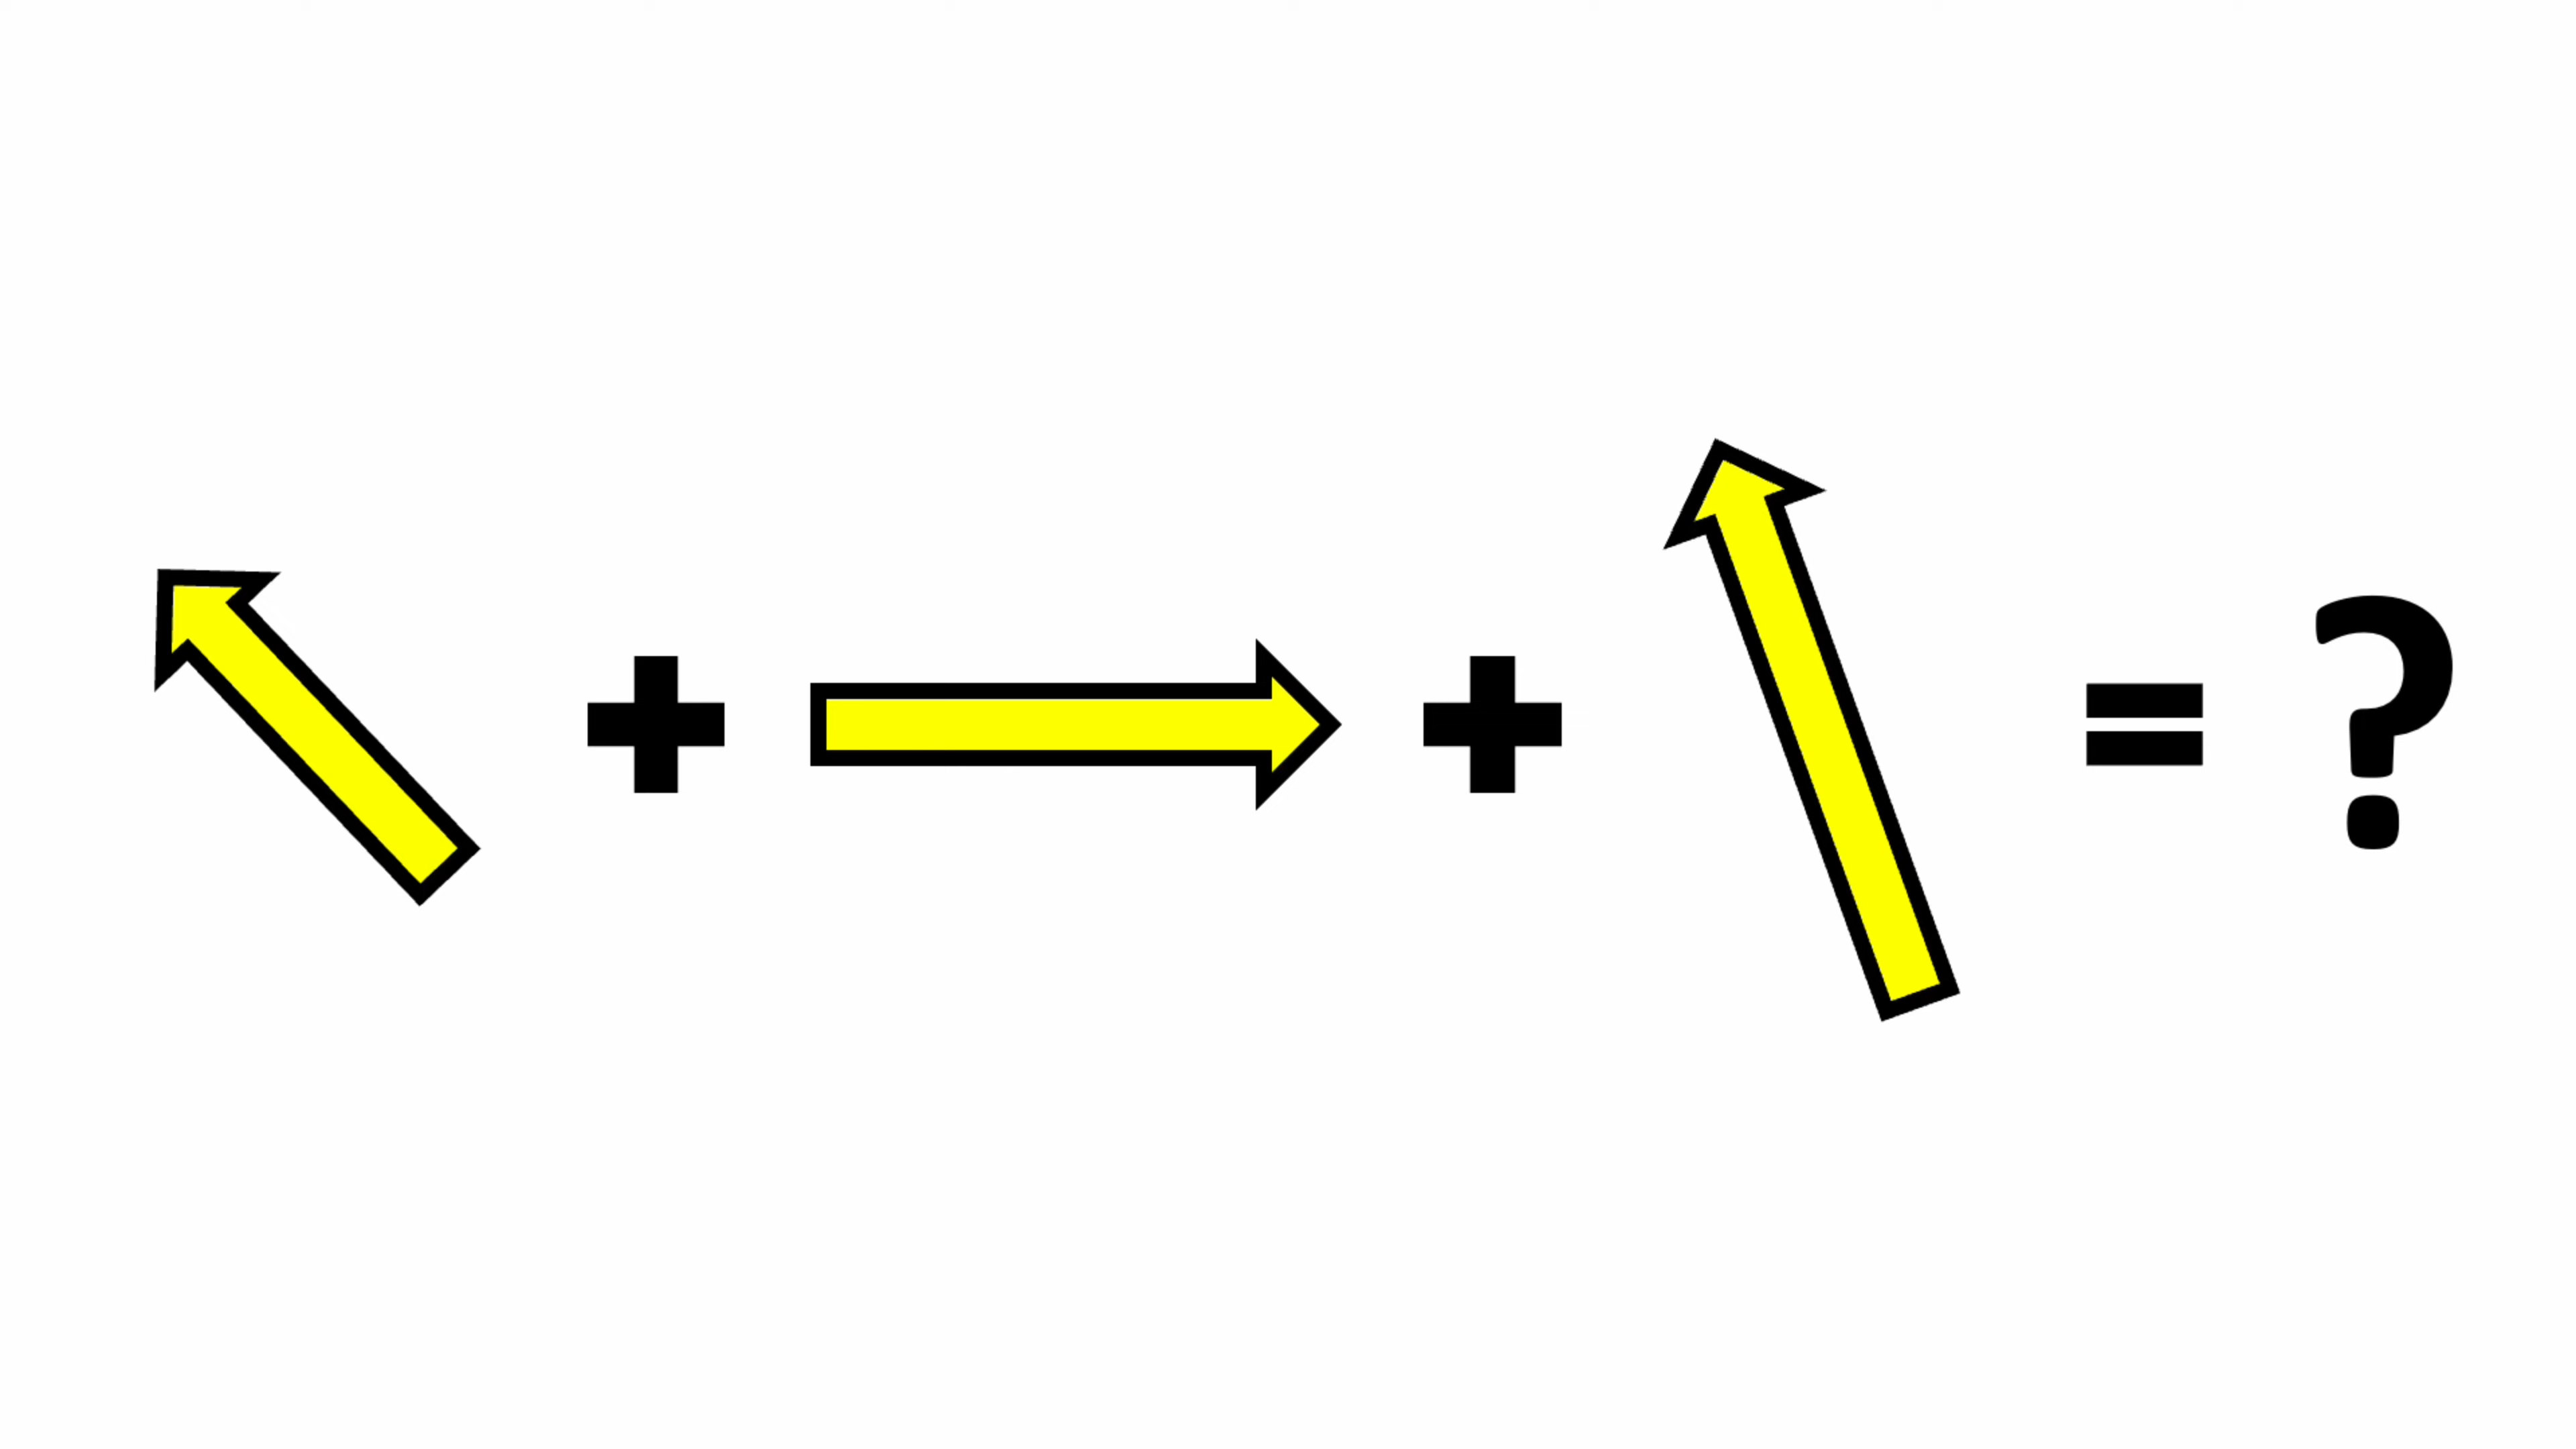 + + = ?